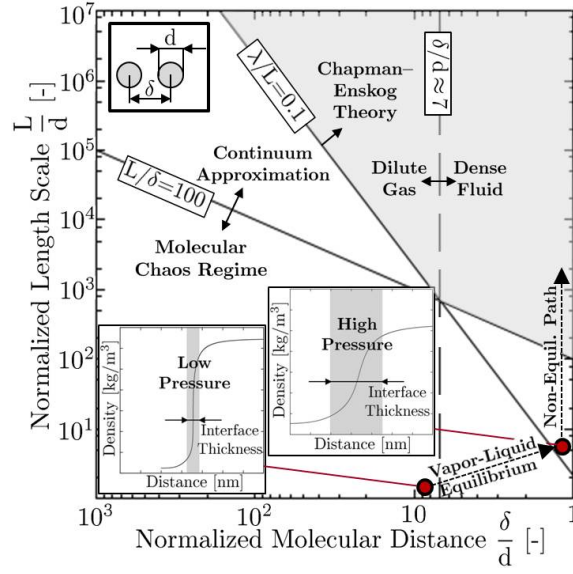 Normalized Length Scale L/d [-]
10^6
10^5
10^4
10^3
10^2
10^1
d
δ
λ/L=0.1
Chapman–
Enskog
Theory
δ/d≈7
L/δ=100
Continuum
Approximation
Molecular
Chaos Regime
Dilute
Gas
Dense
Fluid
Non-Equil. Path
Density [kg/m³]
Low
Pressure
Interface
Thickness
Distance [nm]
Density [kg/m³]
High
Pressure
Interface
Thickness
Distance [nm]
Vapor-Liquid
Equilibrium
10^3
10^2
10
1
Normalized Molecular Distance δ/d [-]